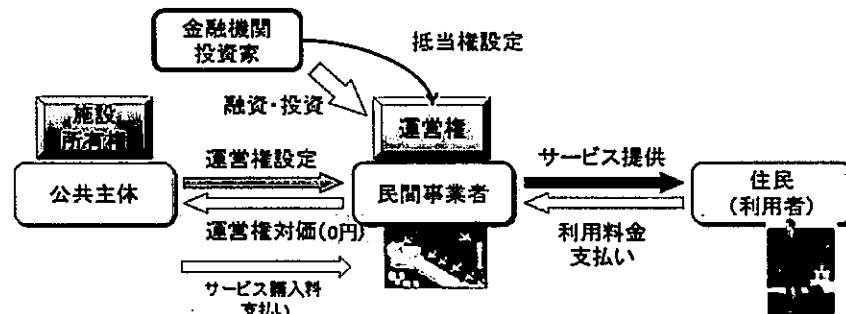 金融機関
投資家
抵当権設定
融資・投資
施設
所有権
運営権
公共主体
運営権設定
運営権対価(0円)
サービス購入料
支払い
民間事業者
サービス提供
利用料金
支払い
住民
(利用者)